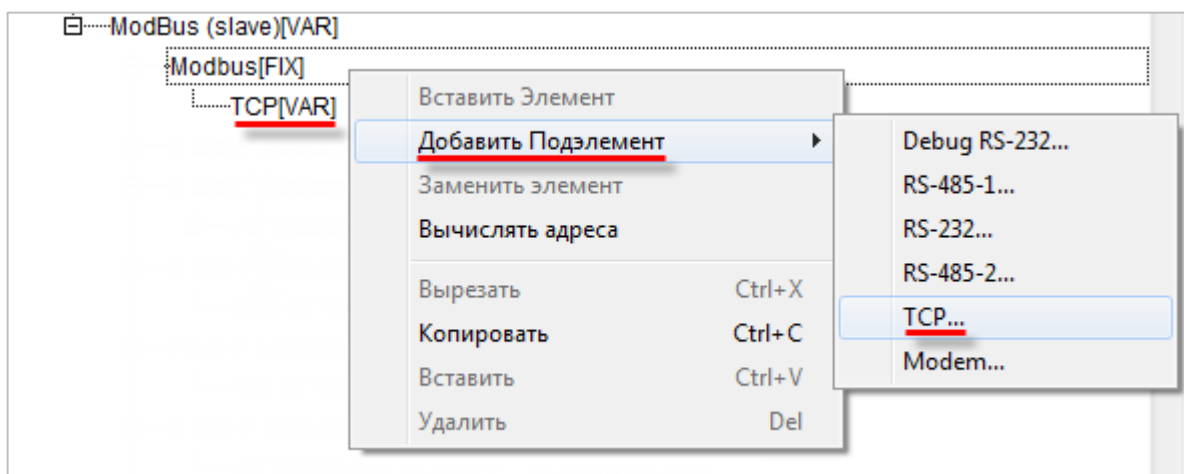 ModBus (slave)[VAR]
Modbus[FIX]
TCP[VAR]
Вставить Элемент
Добавить Подэлемент
Заменить элемент
Вычислять адреса
Вырезать Ctrl+X
Копировать Ctrl+C
Вставить Ctrl+V
Удалить Del
Debug RS-232...
RS-485-1...
RS-232...
RS-485-2...
TCP...
Modem...